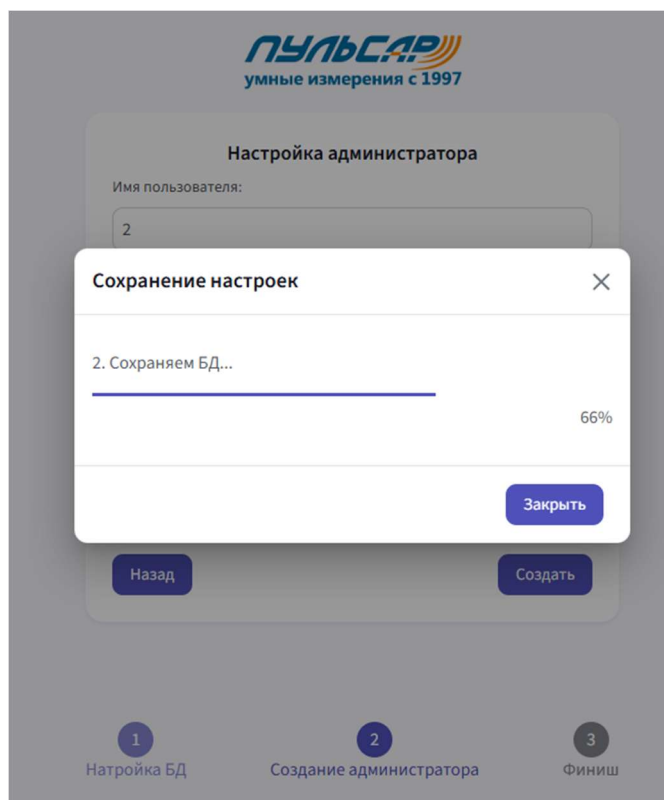 ПУЛЬСАР
умные измерения с 1997
Настройка администратора
Имя пользователя:
2
Сохранение настроек
2. Сохраняем БД...
66%
Закрыть
Назад
Создать
1
2
3
Натройка БД
Создание администратора
Финиш